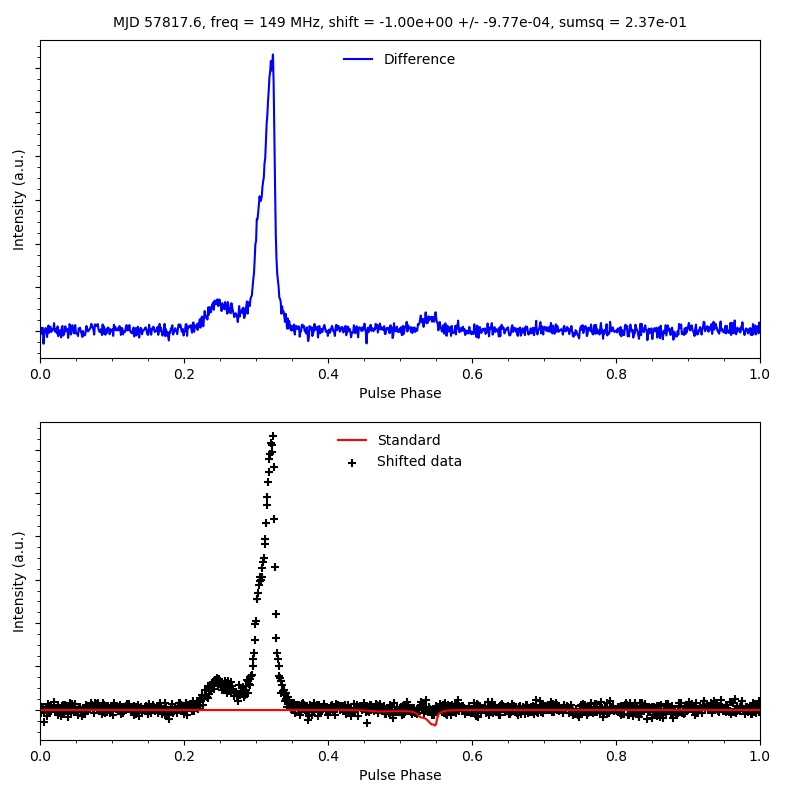 MJD 57817.6, freq = 149 MHz, shift = -1.00e+00 +/- -9.77e-04, sumsq = 2.37e-01
Difference
Intensity (a.u.)
0.0 0.2 0.4 0.6 0.8 1.0
Pulse Phase
Standard
Shifted data
Intensity (a.u.)
0.0 0.2 0.4 0.6 0.8 1.0
Pulse Phase